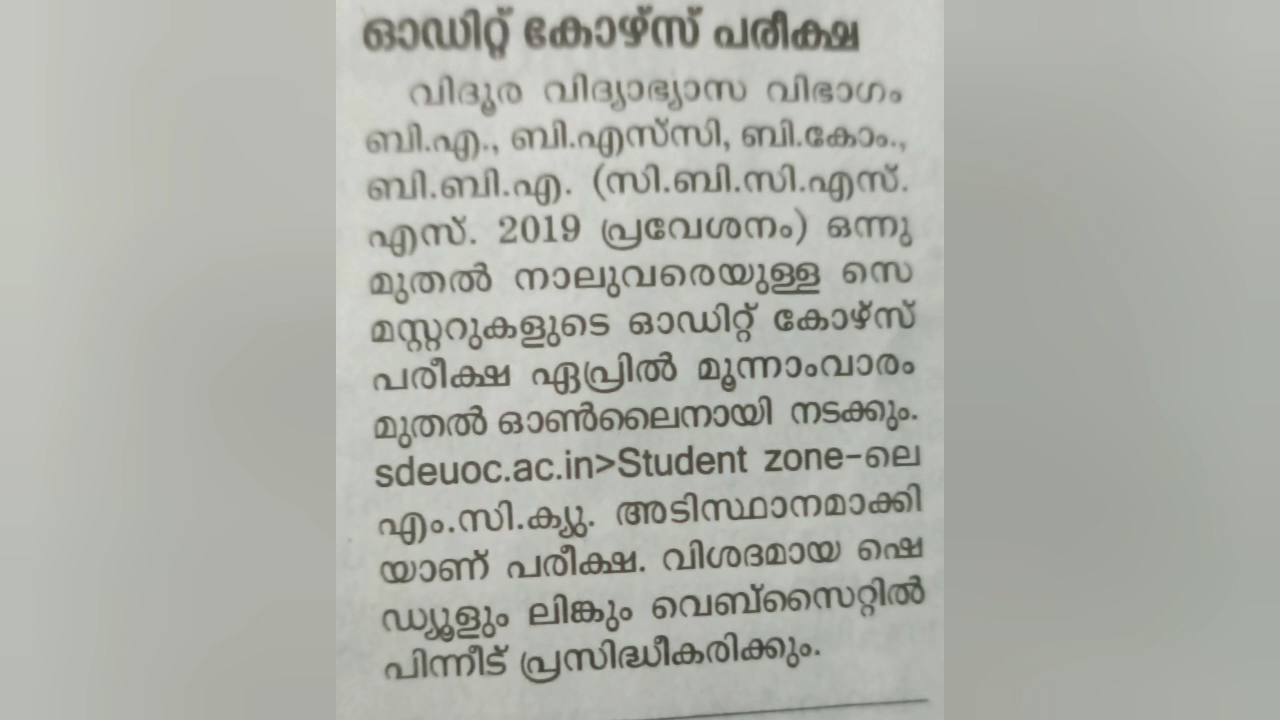 ഓഡിറ്റ് കോഴ്സ് പരീക്ഷ
വിദൂര വിദ്യാഭ്യാസ വിഭാഗം
ബി.എ., ബി.എസ്‌സി, ബി.കോം.,
ബി.ബി.എ. (സി.ബി.സി.എസ്.
എസ്. 2019 പ്രവേശനം) ഒന്നു
മുതൽ നാലുവരെയുള്ള സെ
മസ്റ്ററുകളുടെ ഓഡിറ്റ് കോഴ്സ്
പരീക്ഷ ഏപ്രിൽ മൂന്നാംവാരം
മുതൽ ഓൺലൈനായി നടക്കും.
sdeuoc.ac.in>Student zone-ലെ
എം.സി.ക്യു. അടിസ്ഥാനമാക്കി
യാണ് പരീക്ഷ. വിശദമായ ഷെ
ഡ്യൂളും ലിങ്കും വെബ്സൈറ്റിൽ
പിന്നീട് പ്രസിദ്ധീകരിക്കും.